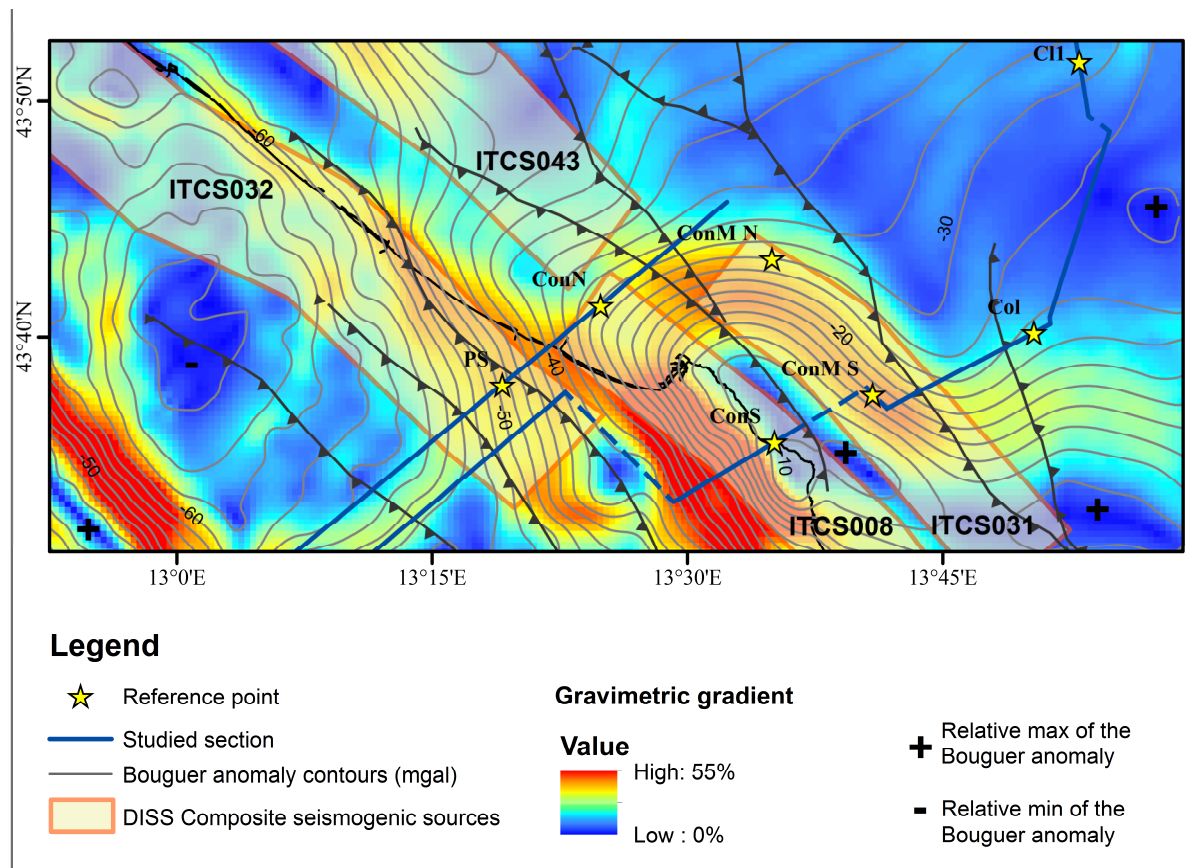 Cl1
43°50'N
-60
ITCS043
ITCS032
ConM N
-30
ConN
Col
43°40'N
-20
PS
-40
ConM S
-50
ConS
10
-50
-60
ITCS008
ITCS031
13°0'E
13°15'E
13°30'E
13°45'E
Legend
Reference point
Studied section
Bouguer anomaly contours (mgal)
DISS Composite seismogenic sources
Gravimetric gradient
Value
High: 55%
Low : 0%
Relative max of the
Bouguer anomaly
Relative min of the
Bouguer anomaly